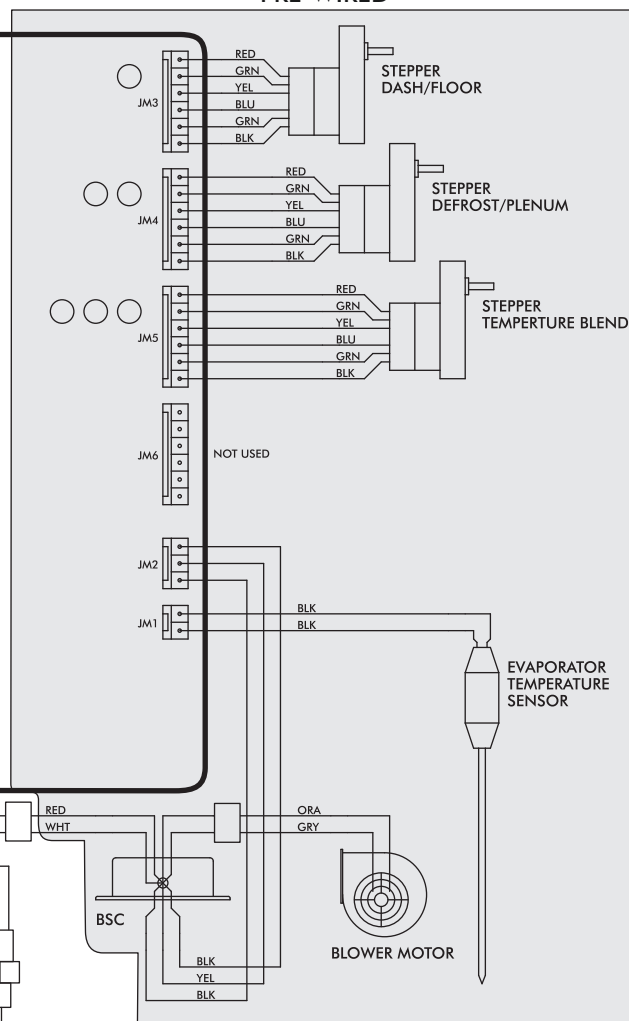 PRE-WIRED
RED
GRN
YEL
BLU
GRN
BLK
JM3
STEPPER
DASH/FLOOR
RED
GRN
YEL
BLU
GRN
BLK
JM4
STEPPER
DEFROST/PLENUM
RED
GRN
YEL
BLU
GRN
BLK
JM5
STEPPER
TEMPERTURE BLEND
JM6
NOT USED
JM2
JM1
BLK
BLK
EVAPORATOR
TEMPERATURE
SENSOR
RED
WHT
ORA
GRY
BSC
BLOWER MOTOR
BLK
YEL
BLK